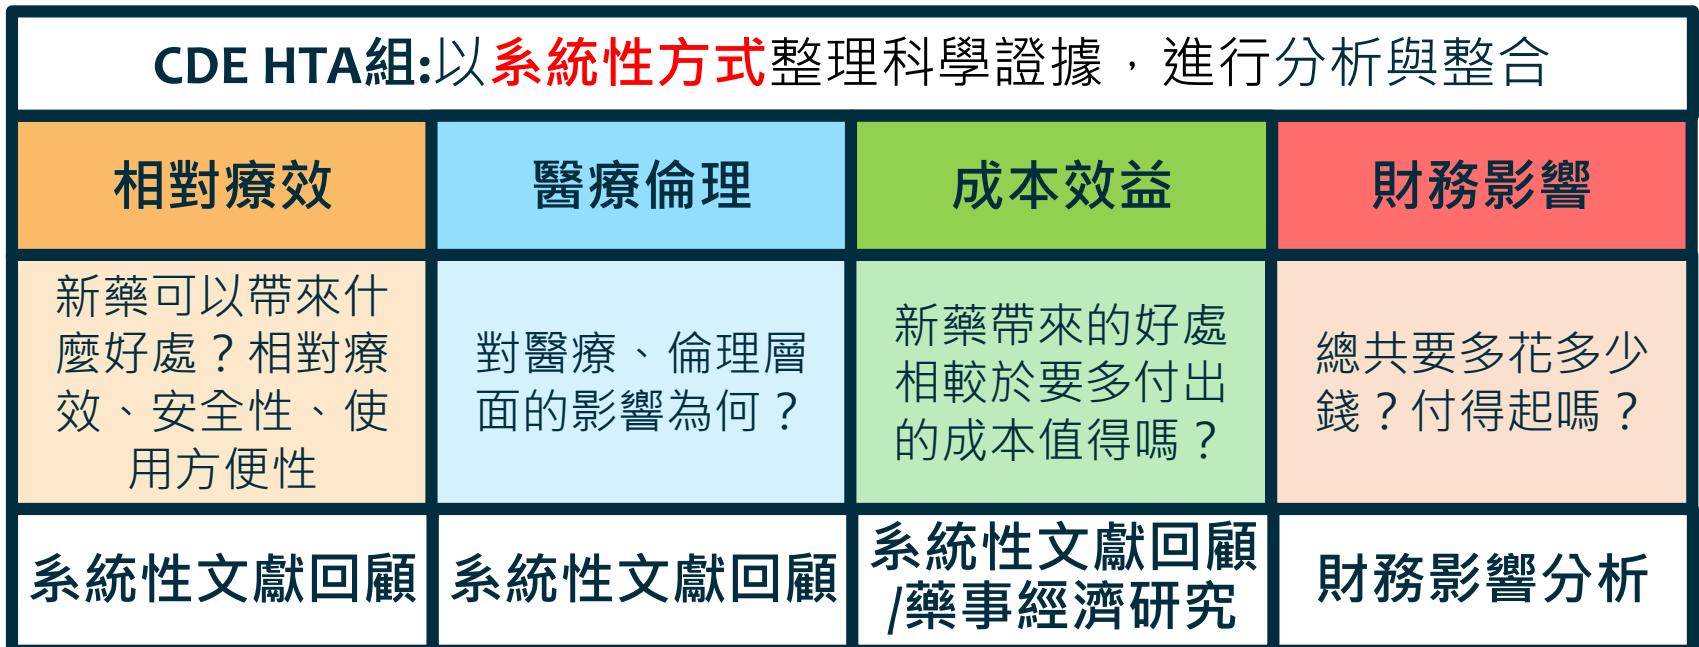 CDE HTA組:以系統性方式整理科學證據，進行分析與整合
相對療效
醫療倫理
成本效益
財務影響
新藥可以帶來什
麼好處？相對療
效、安全性、使
用方便性
對醫療、倫理層
面的影響為何？
新藥帶來的好處
相較於要多付出
的成本值得嗎？
總共要多花多少
錢？付得起嗎？
系統性文獻回顧
系統性文獻回顧
系統性文獻回顧
/藥事經濟研究
財務影響分析